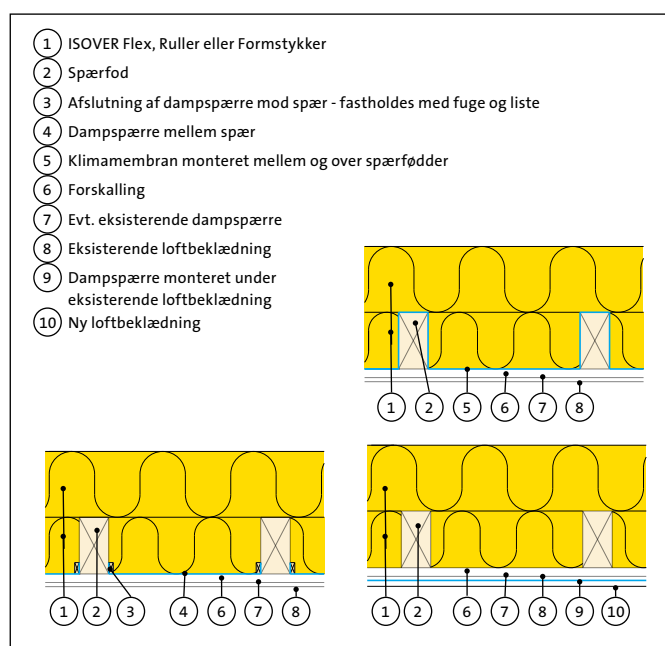 1 ISOVER Flex, Ruller eller Formstykker
2 Spærfod
3 Afslutning af dampspærre mod spær - fastholdes med fuge og liste
4 Dampspærre mellem spær
5 Klimamembran monteret mellem og over spærfødder
6 Forskalling
7 Evt. eksisterende dampspærre
8 Eksisterende loftbeklædning
9 Dampspærre monteret under
eksisterende loftbeklædning
10 Ny loftbeklædning
1 2 5 6 7 8
1 2 3 4 6 7 8
1 2 6 7 8 9 10